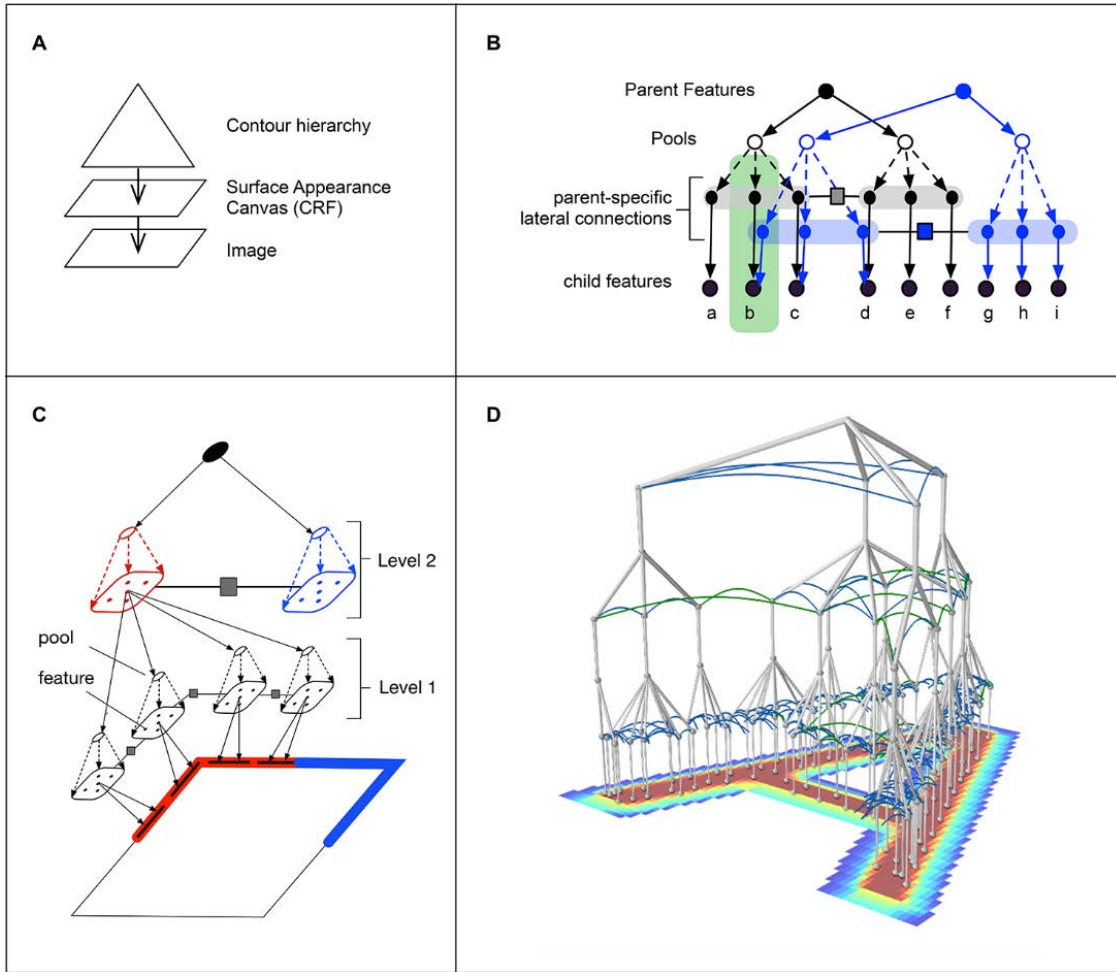 A
Contour hierarchy
Surface Appearance
Canvas (CRF)
Image
B
Parent Features
Pools
parent-specific
lateral connections
child features
a b c d e f g h i
C
Level 2
pool
feature
Level 1
D